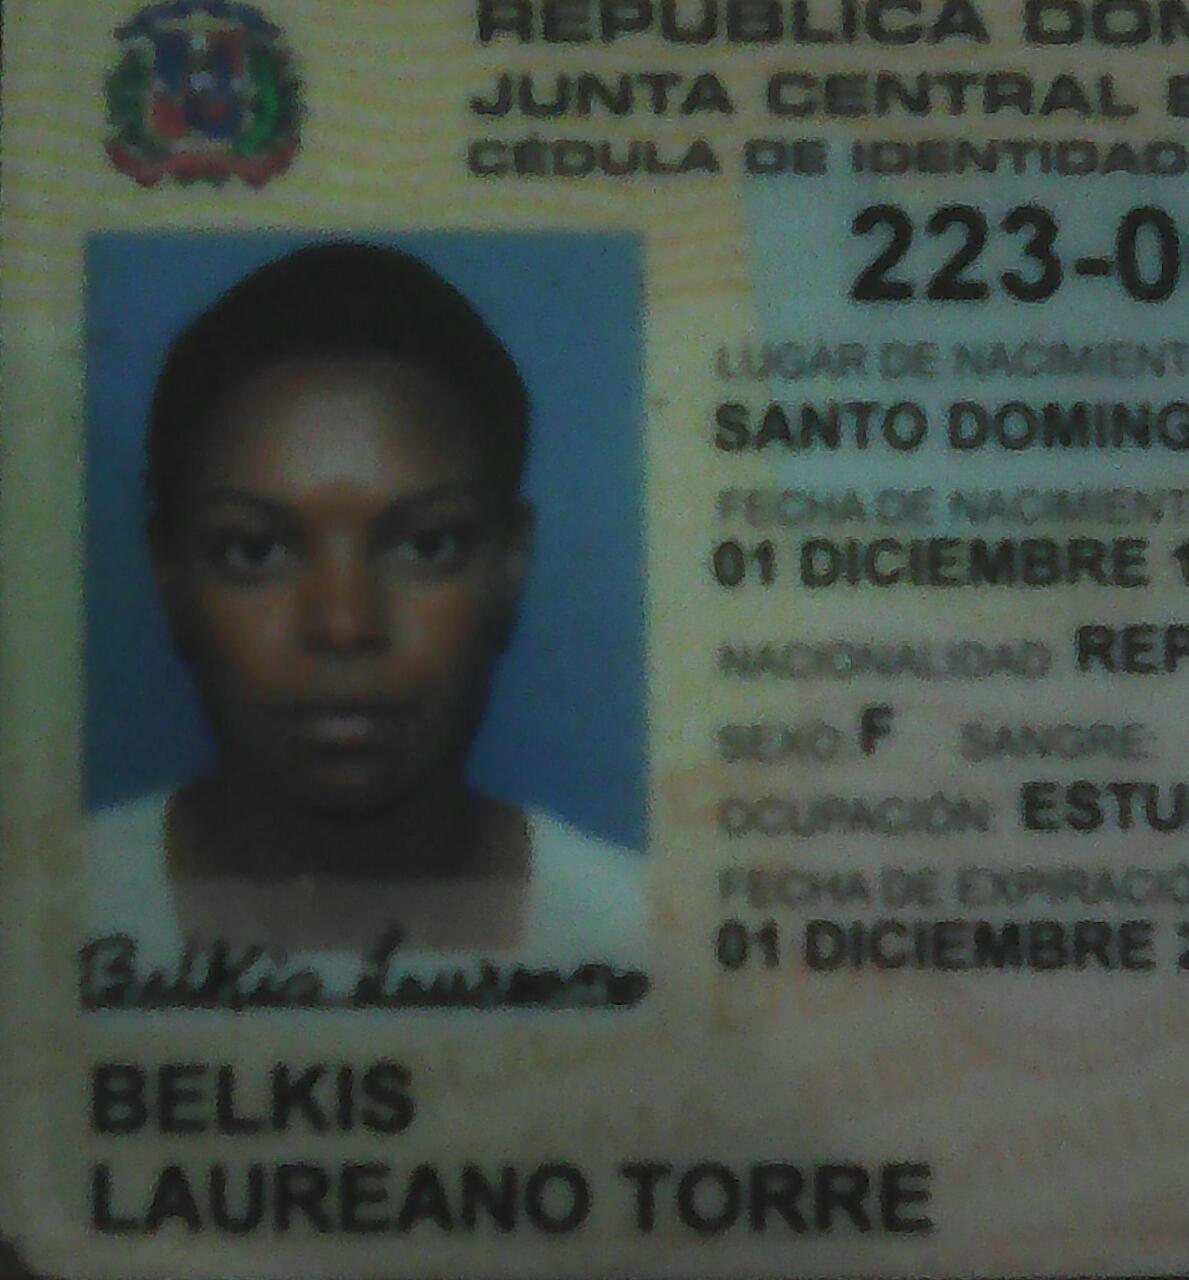 REPÚBLICA DOM
JUNTA CENTRAL E
CÉDULA DE IDENTIDAD
223-0
LUGAR DE NACIMIENT
SANTO DOMING
FECHA DE NACIMIENT
01 DICIEMBRE 1
NACIONALIDAD REP
SEXO F SANGRE:
OCUPACIÓN: ESTU
FECHA DE EXPIRACIÓ
01 DICIEMBRE 2
Belkis Laureano
BELKIS
LAUREANO TORRE